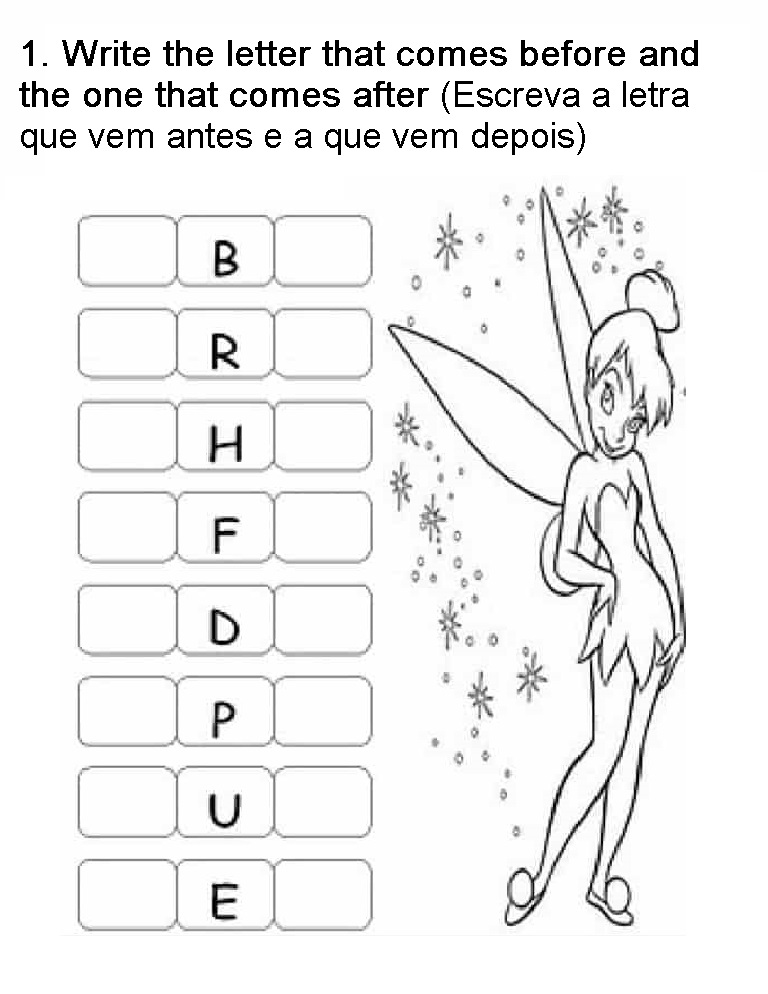 1. Write the letter that comes before and
the one that comes after (Escreva a letra
que vem antes e a que vem depois)
B
R
H
F
D
P
U
E